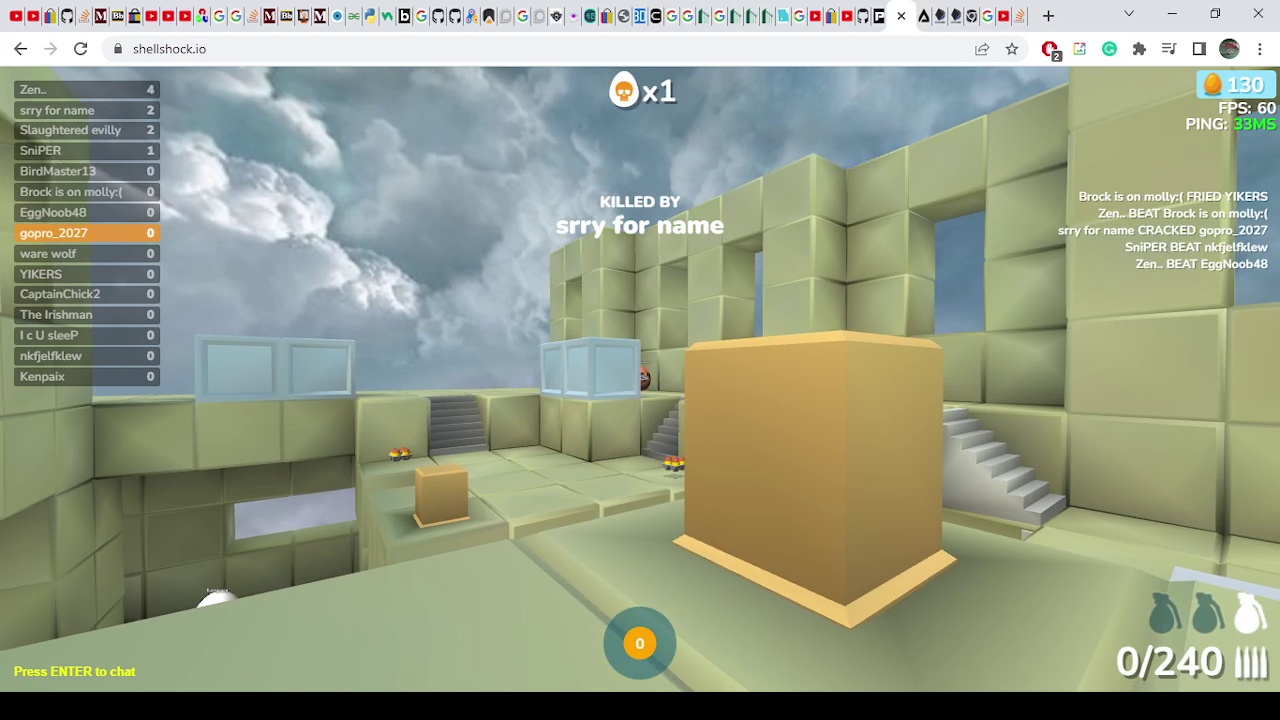 shellshock.io
2
Zen.. 4
srry for name 2
Slaughtered evilly 2
SniPER 1
BirdMaster13 0
Brock is on molly:( 0
EggNoob48 0
gopro_2027 0
ware wolf 0
YIKERS 0
CaptainChick2 0
The Irishman 0
I c U sleeP 0
nkfjelfklew 0
Kenpaix 0
x1
KILLED BY
srry for name
130
FPS: 60
PING: 33MS
Brock is on molly:( FRIED YIKERS
Zen.. BEAT Brock is on molly:(
srry for name CRACKED gopro_2027
SniPER BEAT nkfjelfklew
Zen.. BEAT EggNoob48
0
0/240
Press ENTER to chat